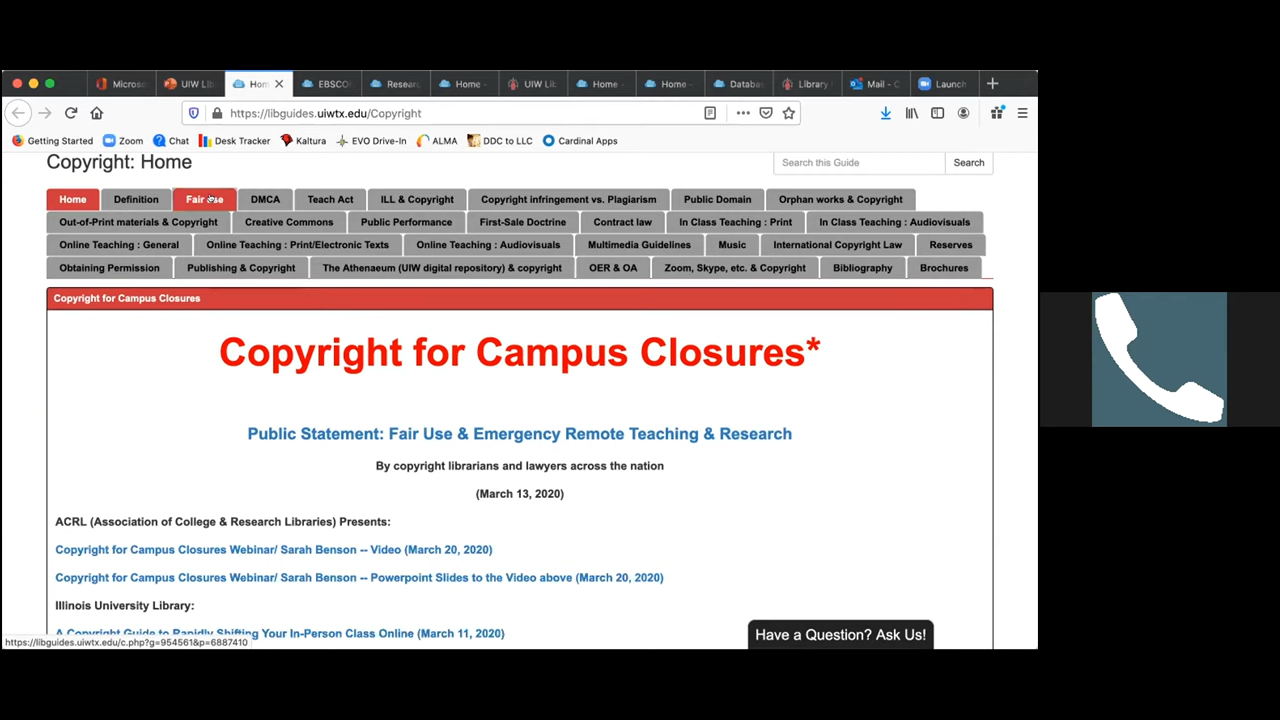 Microso UIW Lib Hom EBSCO Resear Home - UIW Lib Home - Home - Databa Library Mail - C Launch
https://libguides.uiwtx.edu/Copyright
Getting Started Zoom Chat Desk Tracker Kaltura EVO Drive-In ALMA DDC to LLC Cardinal Apps
Copyright: Home
Search this Guide Search
Home Definition Fair Use DMCA Teach Act ILL & Copyright Copyright infringement vs. Plagiarism Public Domain Orphan works & Copyright
Out-of-Print materials & Copyright Creative Commons Public Performance First-Sale Doctrine Contract law In Class Teaching : Print In Class Teaching : Audiovisuals
Online Teaching : General Online Teaching : Print/Electronic Texts Online Teaching : Audiovisuals Multimedia Guidelines Music International Copyright Law Reserves
Obtaining Permission Publishing & Copyright The Athenaeum (UIW digital repository) & copyright OER & OA Zoom, Skype, etc. & Copyright Bibliography Brochures
Copyright for Campus Closures
Copyright for Campus Closures*
Public Statement: Fair Use & Emergency Remote Teaching & Research
By copyright librarians and lawyers across the nation
(March 13, 2020)
ACRL (Association of College & Research Libraries) Presents:
Copyright for Campus Closures Webinar/ Sarah Benson -- Video (March 20, 2020)
Copyright for Campus Closures Webinar/ Sarah Benson -- Powerpoint Slides to the Video above (March 20, 2020)
Illinois University Library:
A Copyright Guide to Rapidly Shifting Your In-Person Class Online (March 11, 2020)
Have a Question? Ask Us!
https://libguides.uiwtx.edu/c.php?g=954561&p=6887410